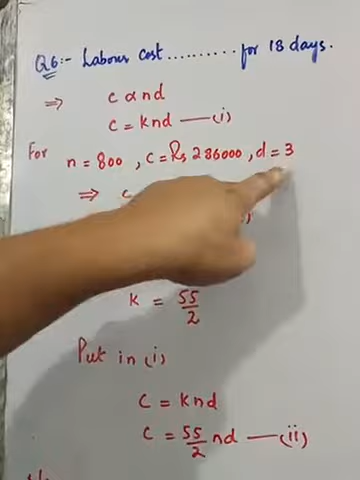 Q6:- Labour Cost .......... for 18 days.
⇒ c ∝ nd
c = knd —(i)
For n = 800 , c = Rs 286000 , d = 3
⇒ c
k = 55/2
Put in (i)
c = knd
c = 55/2 nd —(ii)